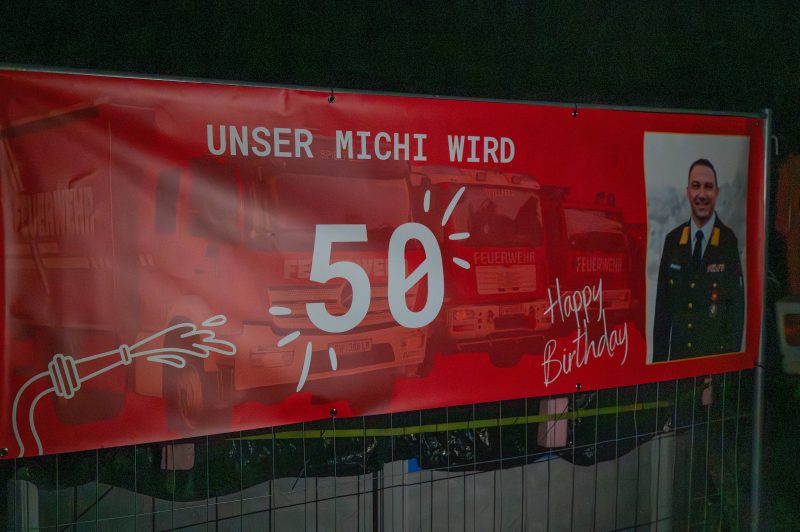 UNSER MICHI WIRD
50
Happy
Birthday
FEUERWEHR
FEUERWEHR
FEUERWEHR
FEUERWEHR